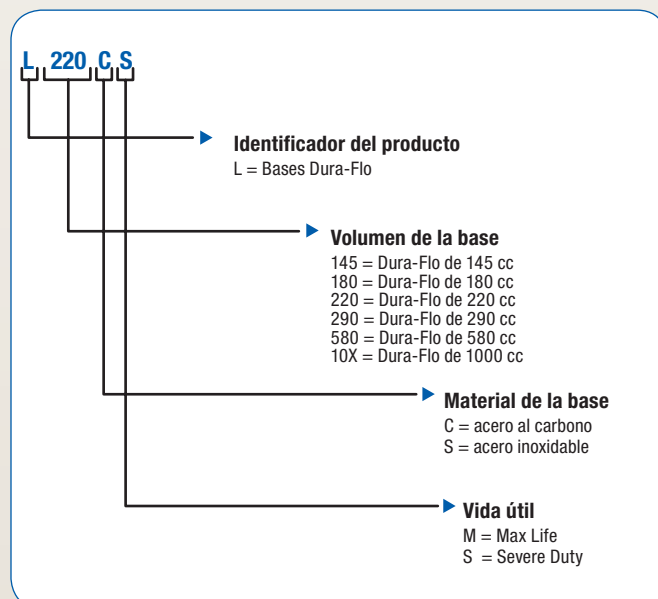 L 220 C S
Identificador del producto
L = Bases Dura-Flo
Volumen de la base
145 = Dura-Flo de 145 cc
180 = Dura-Flo de 180 cc
220 = Dura-Flo de 220 cc
290 = Dura-Flo de 290 cc
580 = Dura-Flo de 580 cc
10X = Dura-Flo de 1000 cc
Material de la base
C = acero al carbono
S = acero inoxidable
Vida útil
M = Max Life
S = Severe Duty